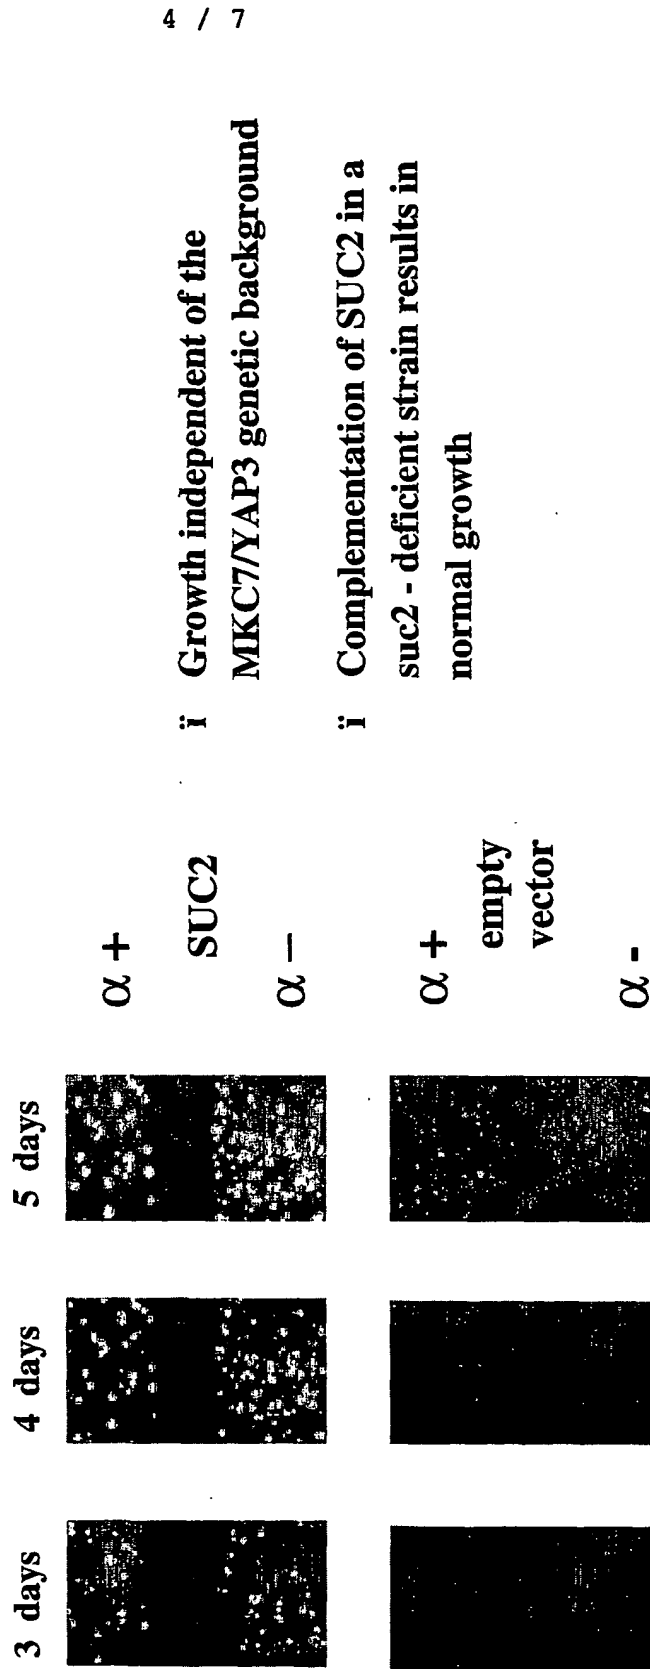 4 / 7
3 days
4 days
5 days
α +
SUC2
α –
α +
empty
vector
α -
ï Growth independent of the
MKC7/YAP3 genetic background
ï Complementation of SUC2 in a
suc2 - deficient strain results in
normal growth